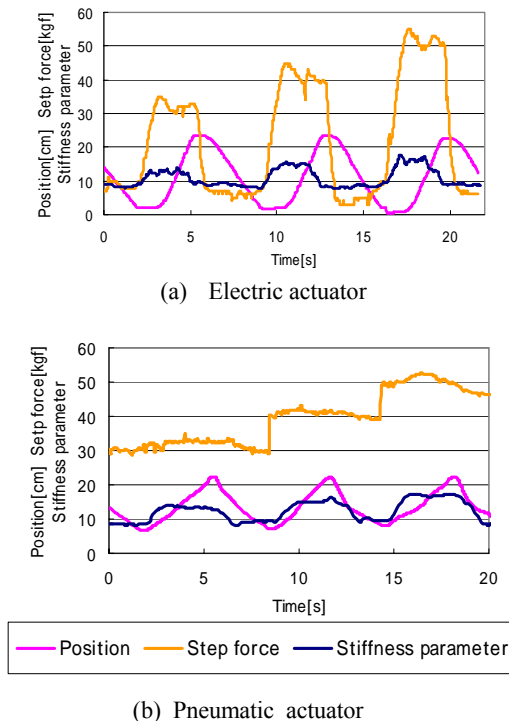 60
50
40
30
20
10
0
Position[cm] Setp force[kgf]
Stiffness parameter
0 5 10 15 20
Time[s]
(a) Electric actuator
60
50
40
30
20
10
0
Position[cm] Setp force[kgf]
Stiffness parameter
0 5 10 15 20
Time[s]
Position Step force Stiffness parameter
(b) Pneumatic actuator